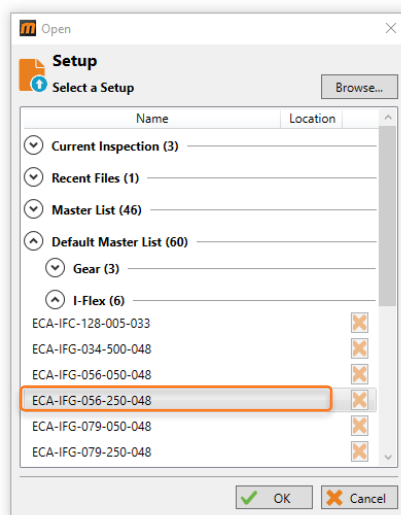 Open
Setup
Select a Setup
Browse...
Name Location
Current Inspection (3)
Recent Files (1)
Master List (46)
Default Master List (60)
Gear (3)
I-Flex (6)
ECA-IFC-128-005-033
ECA-IFG-034-500-048
ECA-IFG-056-050-048
ECA-IFG-056-250-048
ECA-IFG-079-050-048
ECA-IFG-079-250-048
OK Cancel